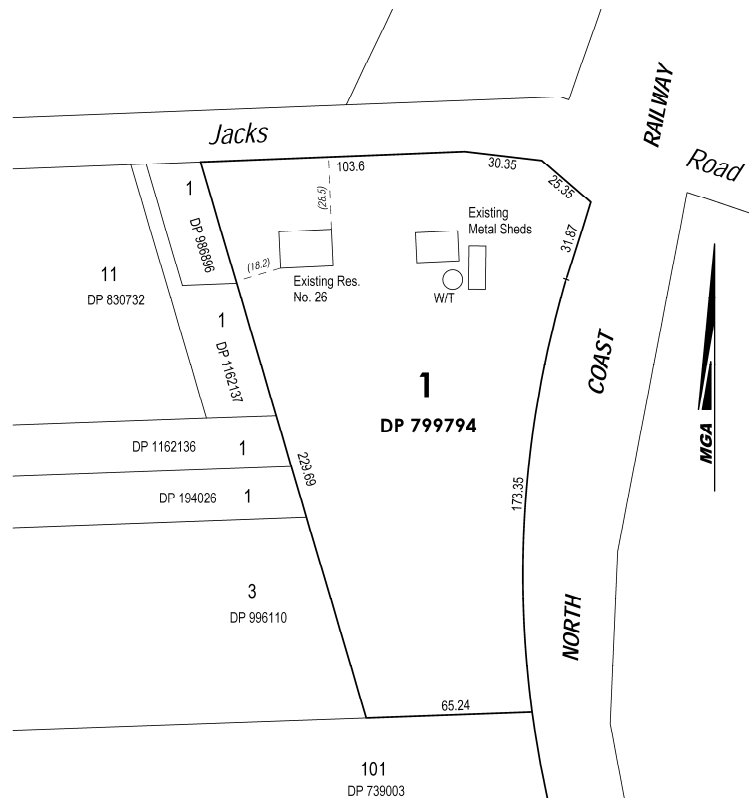 RAILWAY
Jacks
Road
103.6
30.35
25.35
1
DP 986896
(26.5)
31.87
Existing
Metal Sheds
(18.2)
11
DP 830732
Existing Res.
No. 26
W/T
1
DP 1162137
COAST
1
DP 799794
MGA
DP 1162136 1
229.69
DP 194026 1
173.35
3
DP 996110
NORTH
65.24
101
DP 739003